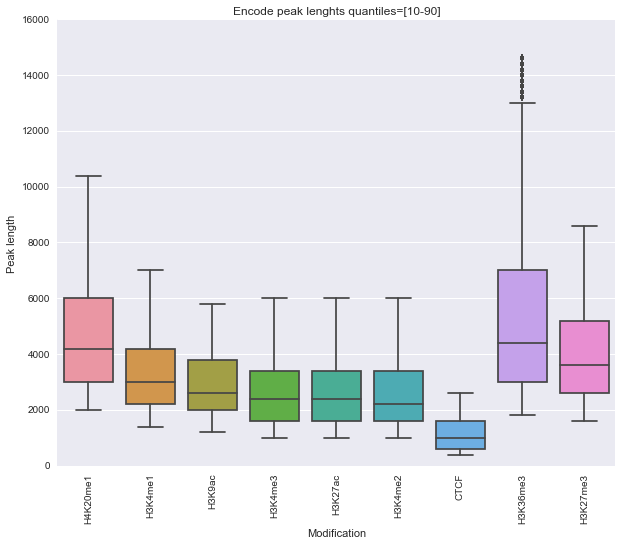 Encode peak lenghts quantiles=[10-90]
16000
14000
12000
10000
8000
6000
4000
2000
0
Peak length
H4K20me1
H3K4me1
H3K9ac
H3K4me3
H3K27ac
H3K4me2
CTCF
H3K36me3
H3K27me3
Modification